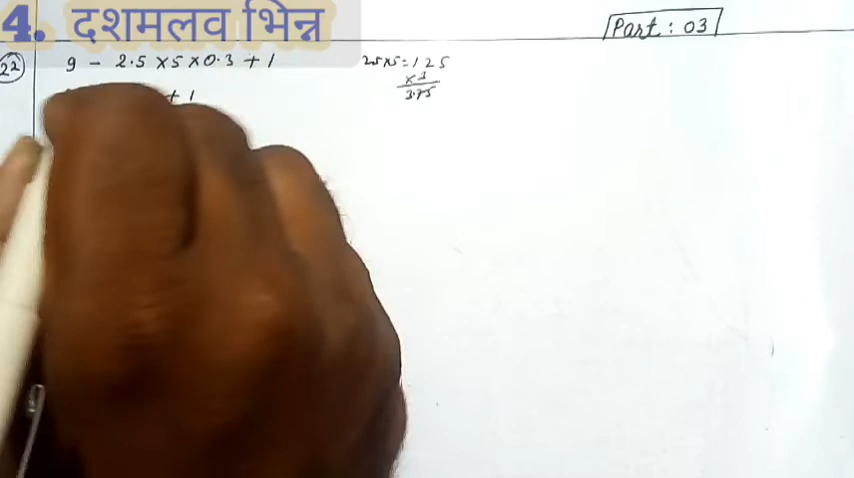 4. दशमलव भिन्न
Part : 03
22 9 - 2.5 × 5 × 0.3 + 1
25×5 = 125
× 3
3.75
+ 1